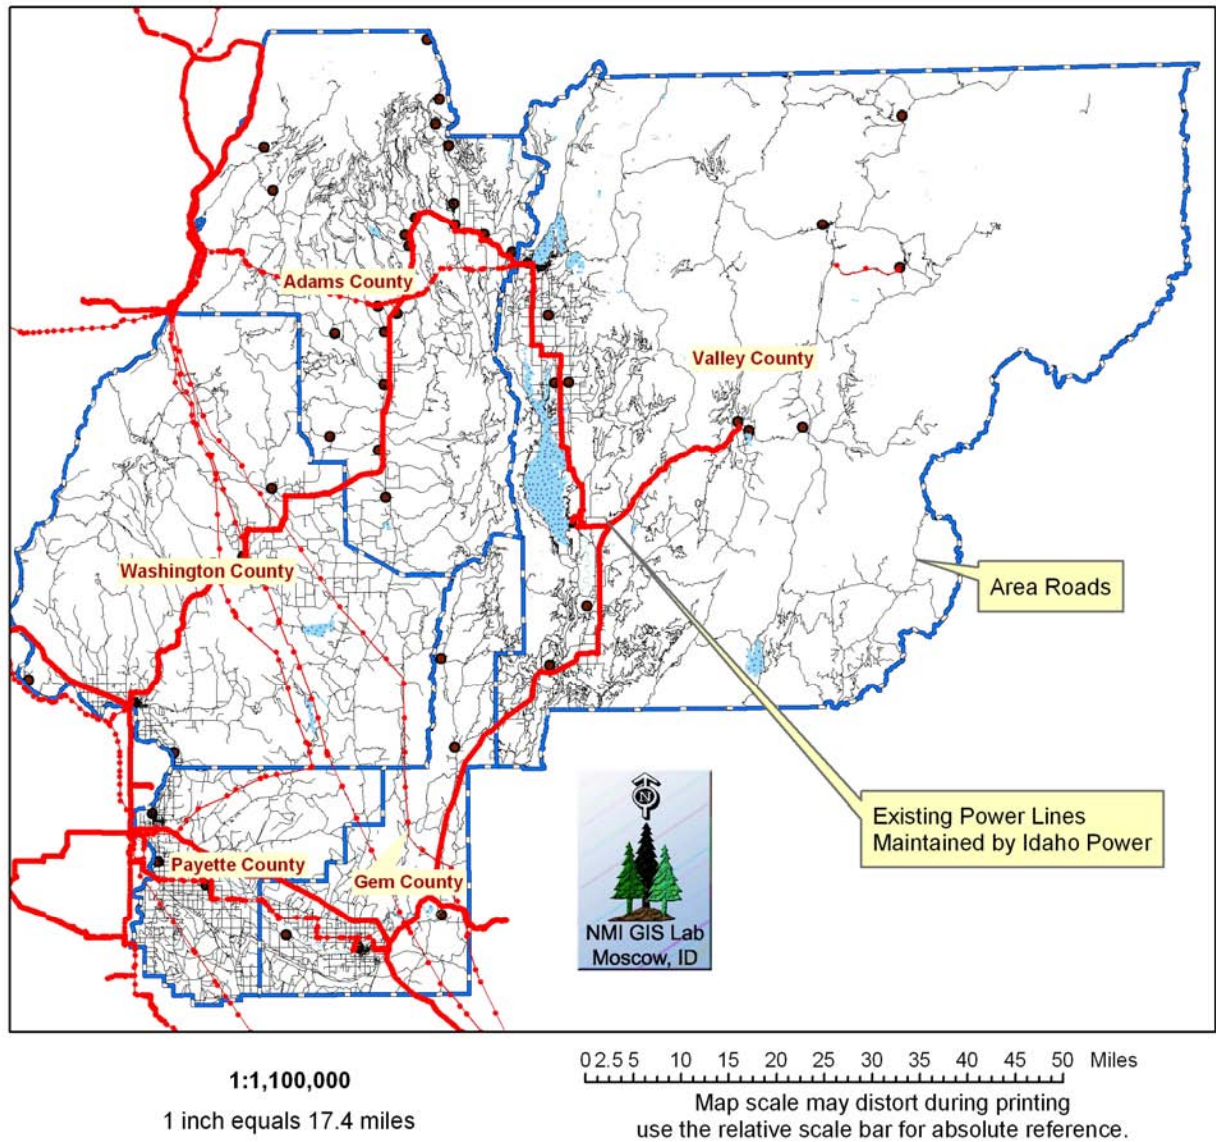 Adams County
Valley County
Washington County
Area Roads
Existing Power Lines
Maintained by Idaho Power
Payette County
Gem County
N
NMI GIS Lab
Moscow, ID
1:1,100,000
1 inch equals 17.4 miles
0 2.5 5 10 15 20 25 30 35 40 45 50 Miles
Map scale may distort during printing
use the relative scale bar for absolute reference.